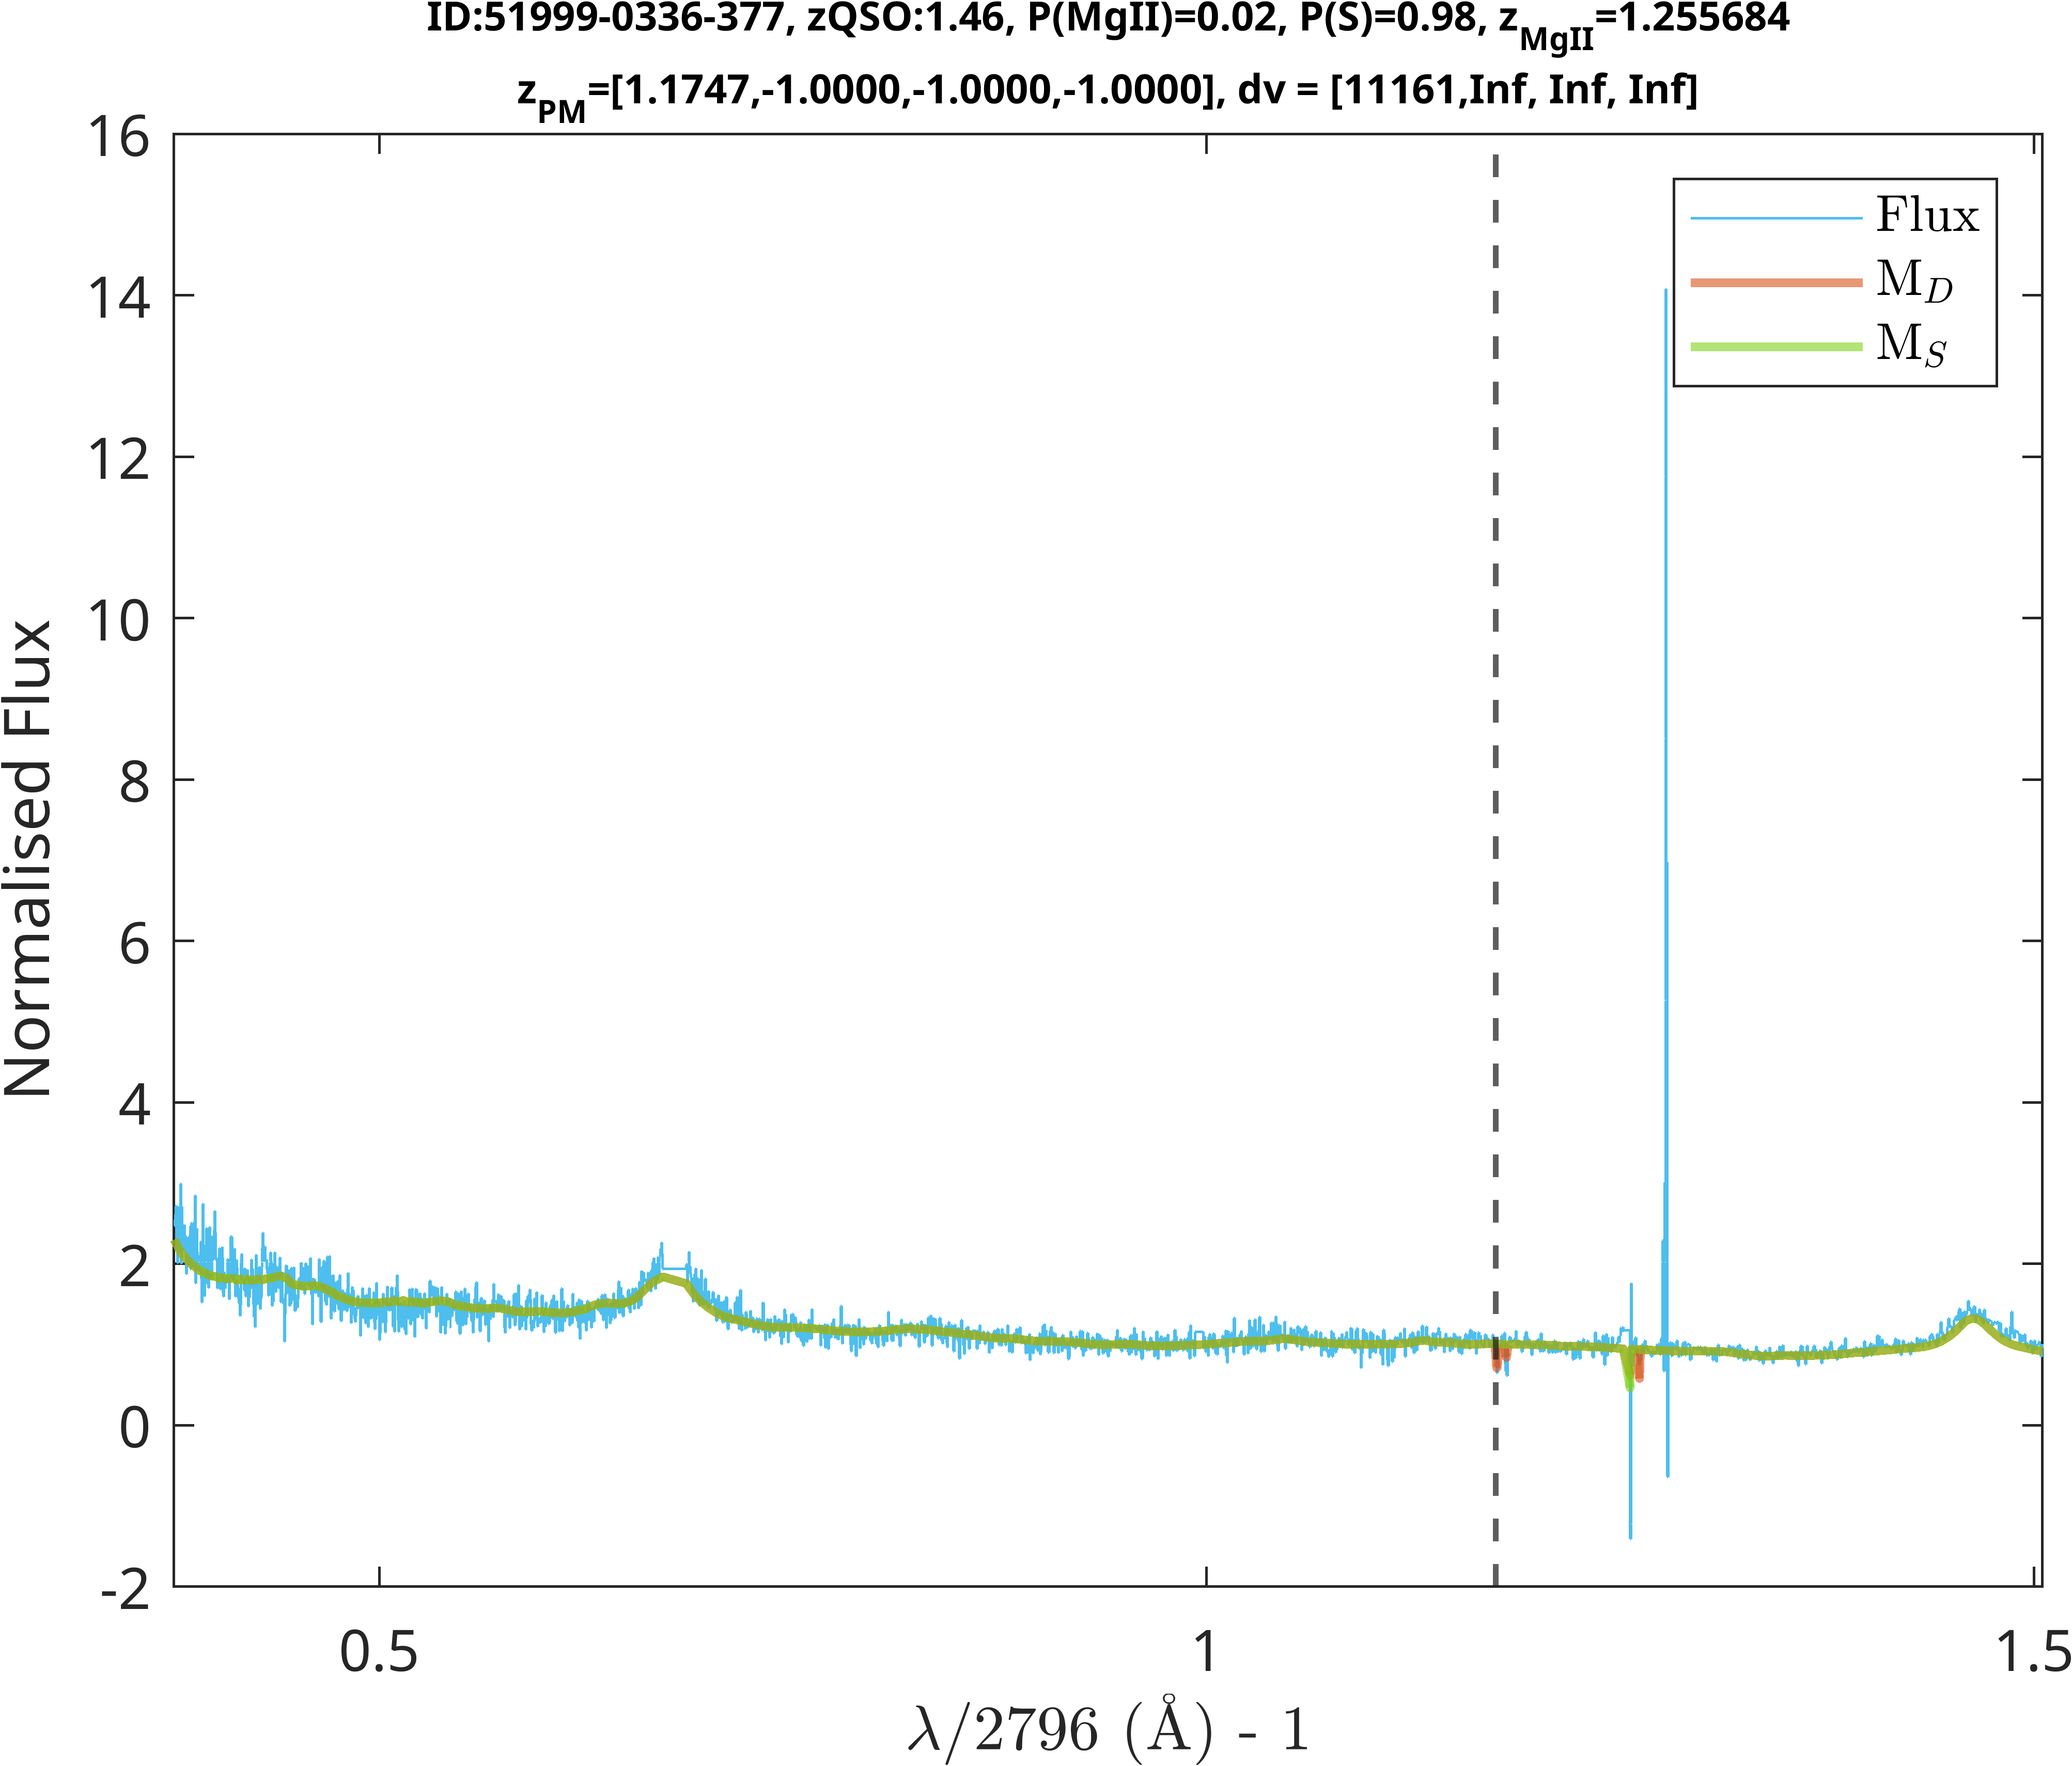 ID:51999-0336-377, zQSO:1.46, P(MgII)=0.02, P(S)=0.98, zMgII=1.255684
zPM=[1.1747,-1.0000,-1.0000,-1.0000], dv = [11161,Inf, Inf, Inf]
16
14
12
10
8
6
4
2
0
-2
Normalised Flux
Flux
MD
MS
0.5
1
1.5
λ/2796 (Å) - 1